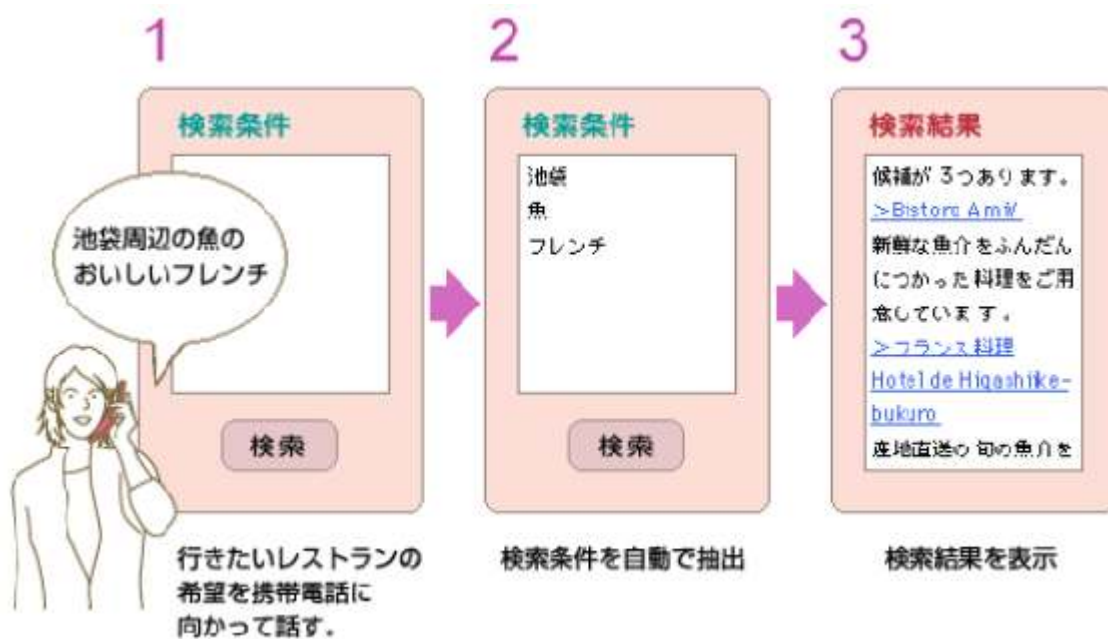 1
検索条件
池袋周辺の魚の
おいしいフレンチ
検索
行きたいレストランの
希望を携帯電話に
向かって話す.
2
検索条件
池袋
魚
フレンチ
検索
検索条件を自動で抽出
3
検索結果
候補が 3つあります。
>Bistoro Ami/
新鮮な魚介をふんだん
につかった料理をご用
意しています。
>フランス料理
Hotel de Higashiike-
bukuro
産地直送の旬の魚介を
検索結果を表示